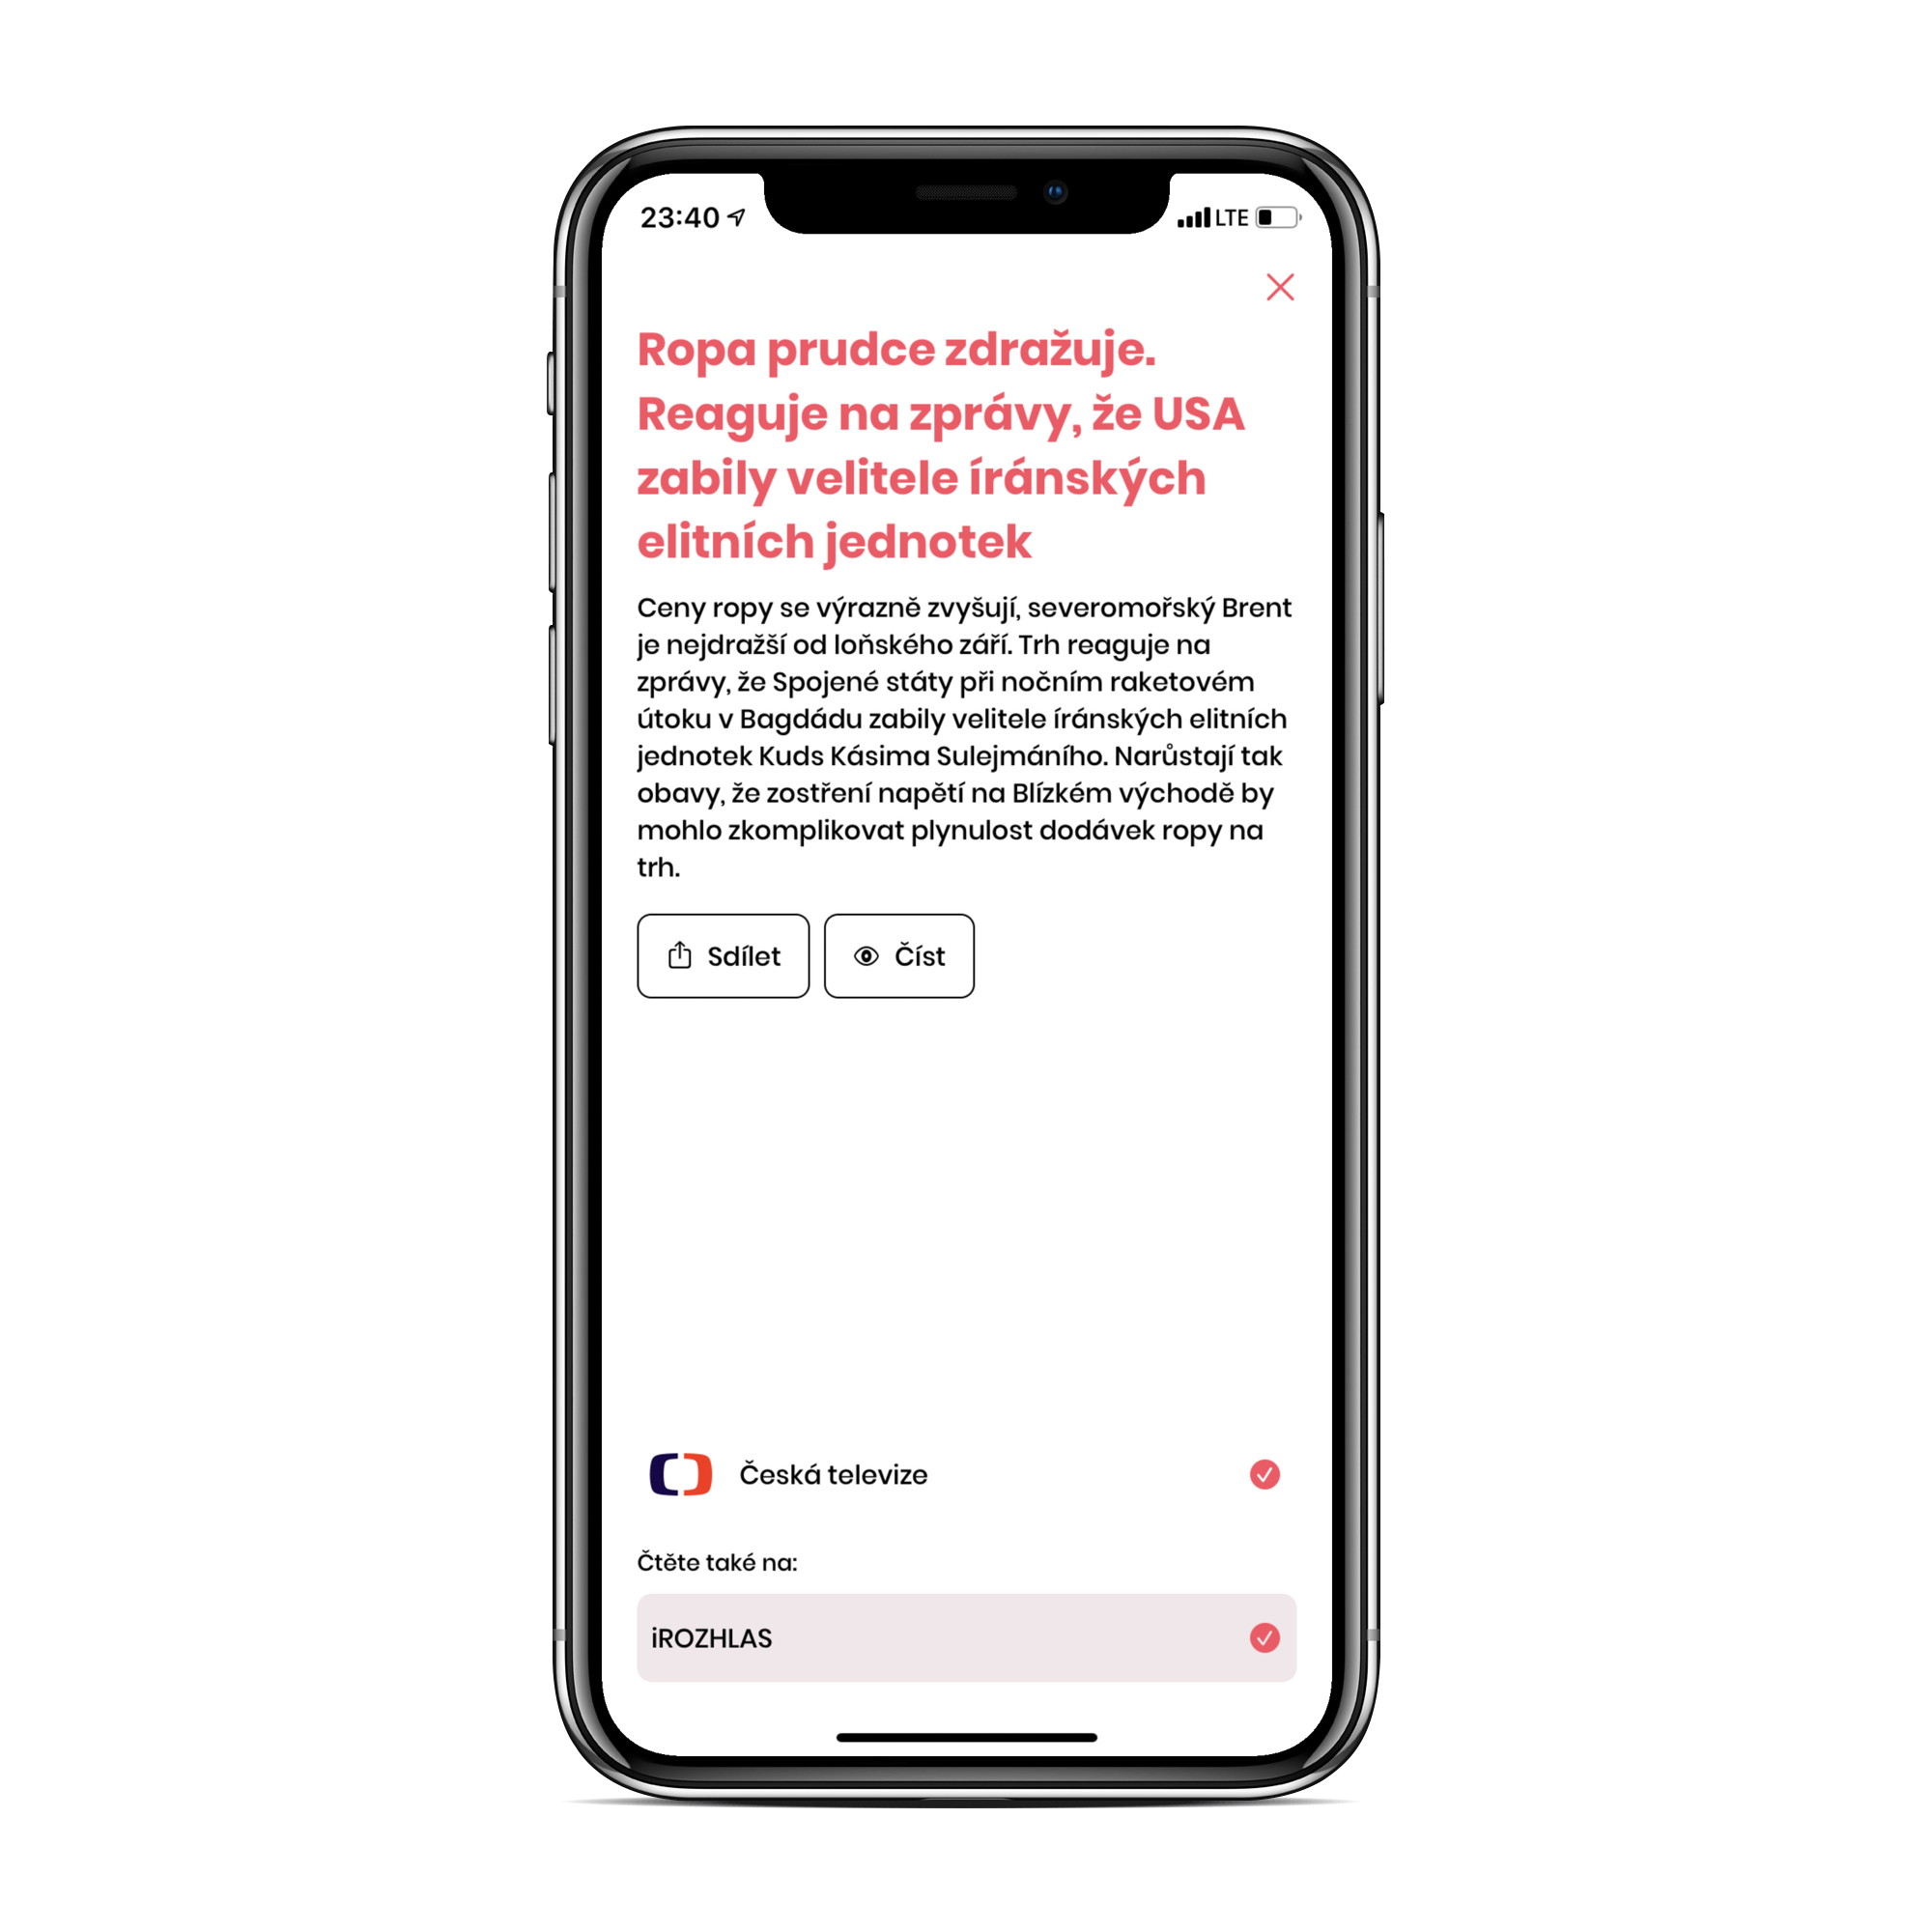 23:40
LTE
Ropa prudce zdražuje.
Reaguje na zprávy, že USA
zabily velitele íránských
elitních jednotek
Ceny ropy se výrazně zvyšují, severomořský Brent
je nejdražší od loňského září. Trh reaguje na
zprávy, že Spojené státy při nočním raketovém
útoku v Bagdádu zabily velitele íránských elitních
jednotek Kuds Kásima Sulejmáního. Narůstají tak
obavy, že zostření napětí na Blízkém východě by
mohlo zkomplikovat plynulost dodávek ropy na
trh.
Sdílet
Číst
Česká televize
Čtěte také na:
iROZHLAS